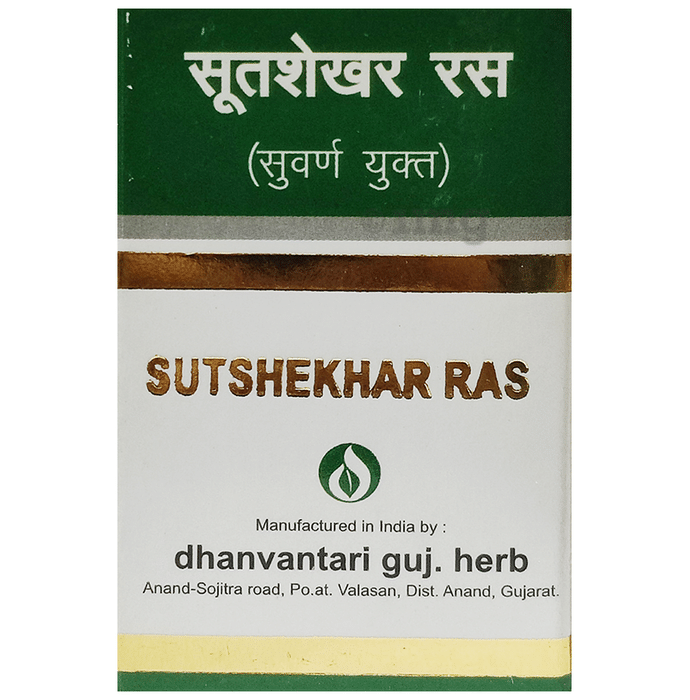 सूतशेखर रस
(सुवर्ण युक्त)
SUTSHEKHAR RAS
Manufactured in India by :
dhanvantari guj. herb
Anand-Sojitra road, Po.at. Valasan, Dist. Anand, Gujarat.